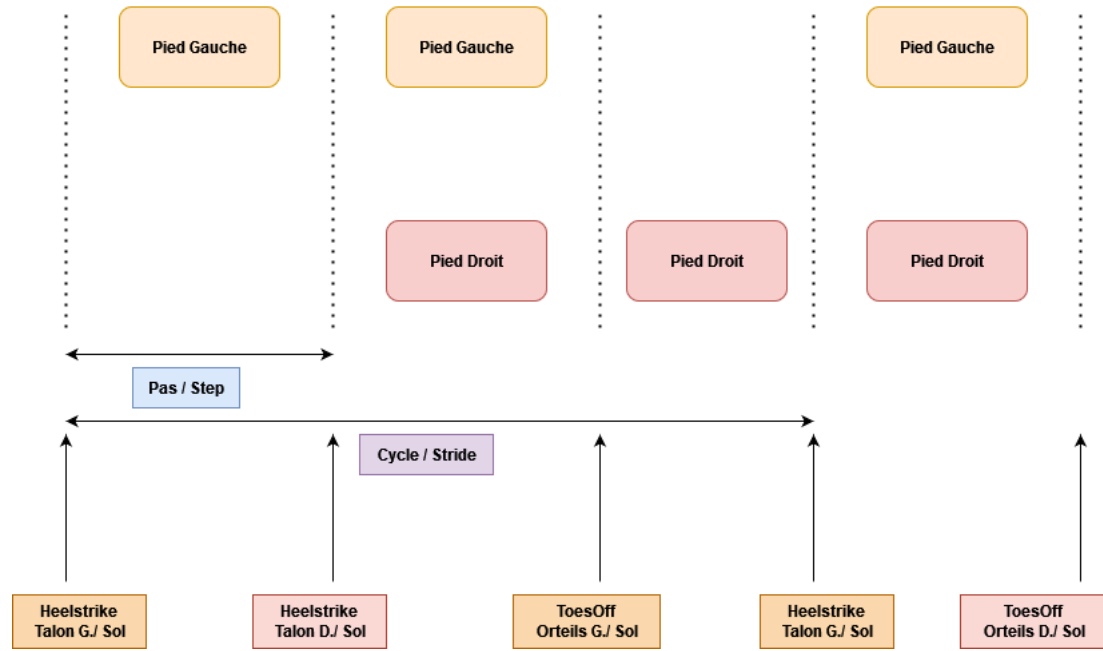 Pied Gauche
Pied Gauche
Pied Gauche
Pied Droit
Pied Droit
Pied Droit
Pas / Step
Cycle / Stride
Heelstrike
Talon G./ Sol
Heelstrike
Talon D./ Sol
ToesOff
Orteils G./ Sol
Heelstrike
Talon G./ Sol
ToesOff
Orteils D./ Sol